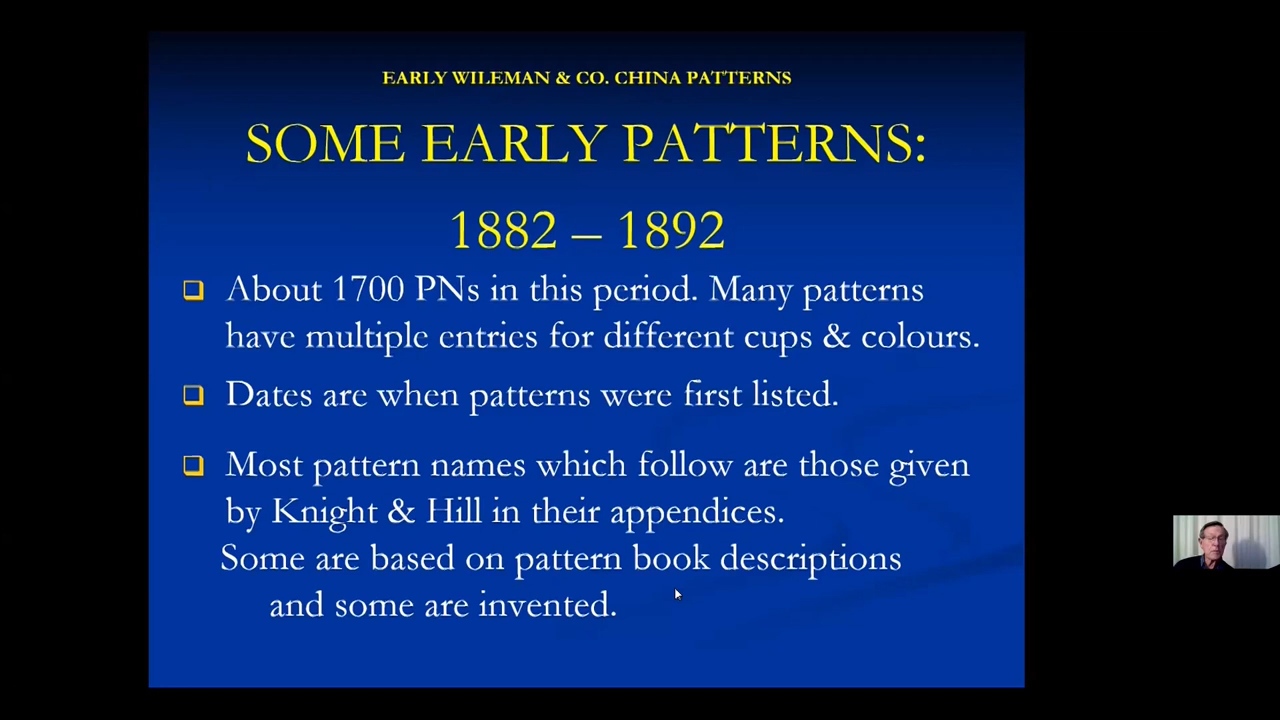 EARLY WILEMAN & CO. CHINA PATTERNS
SOME EARLY PATTERNS:
1882 – 1892
About 1700 PNs in this period. Many patterns
have multiple entries for different cups & colours.
Dates are when patterns were first listed.
Most pattern names which follow are those given
by Knight & Hill in their appendices.
Some are based on pattern book descriptions
and some are invented.